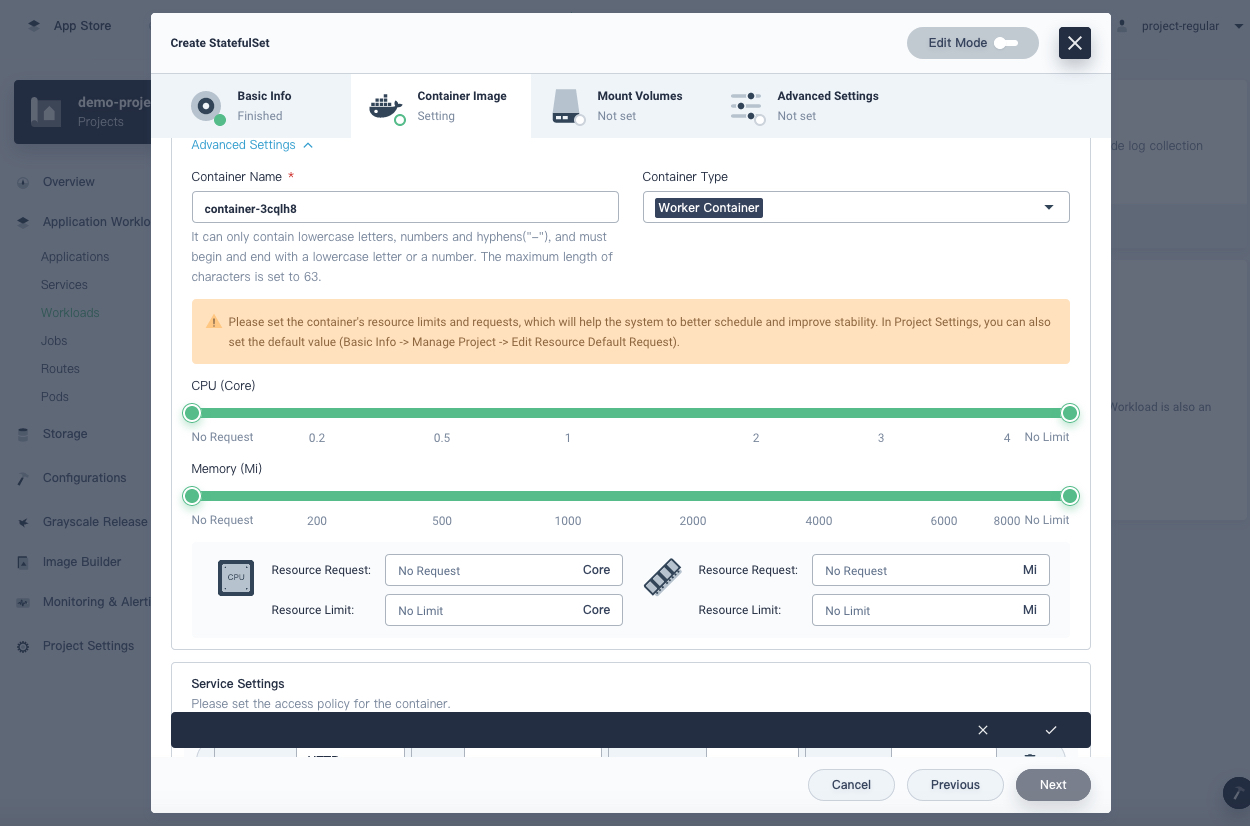 App Store
project-regular
Create StatefulSet
Edit Mode
demo-proje
Projects
Basic Info
Finished
Container Image
Setting
Mount Volumes
Not set
Advanced Settings
Not set
Overview
Application Worklo
Applications
Services
Workloads
Jobs
Routes
Pods
Storage
Configurations
Grayscale Release
Image Builder
Monitoring & Alerti
Project Settings
de log collection
Workload is also an
Advanced Settings
Container Name *
container-3cqlh8
It can only contain lowercase letters, numbers and hyphens("-"), and must
begin and end with a lowercase letter or a number. The maximum length of
characters is set to 63.
Container Type
Worker Container
Please set the container's resource limits and requests, which will help the system to better schedule and improve stability. In Project Settings, you can also
set the default value (Basic Info -> Manage Project -> Edit Resource Default Request).
CPU (Core)
No Request 0.2 0.5 1 2 3 4 No Limit
Memory (Mi)
No Request 200 500 1000 2000 4000 6000 8000 No Limit
CPU
Resource Request: No Request Core
Resource Limit: No Limit Core
Resource Request: No Request Mi
Resource Limit: No Limit Mi
Service Settings
Please set the access policy for the container.
Cancel
Previous
Next